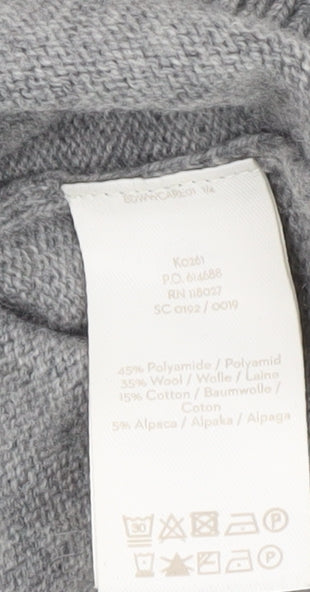 K0261
P.O. 614688
RN 118027
SC 0192 / 0019
45% Polyamide / Polyamid
35% Wool / Wolle / Laine
15% Cotton / Baumwolle /
Coton
5% Alpaca / Alpaka / Alpaga
30 P
P